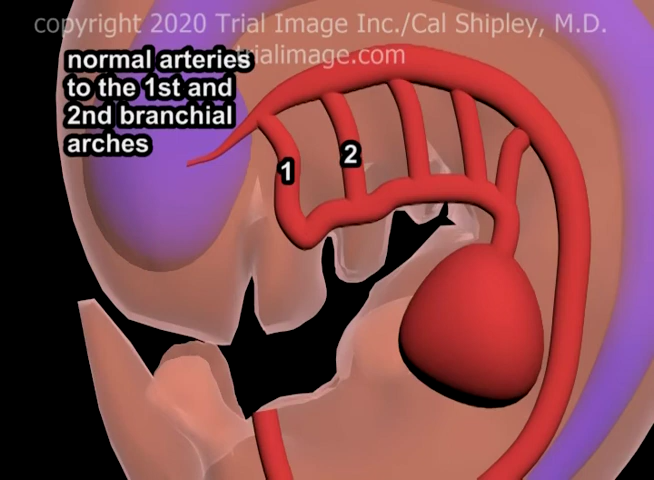 copyright 2020 Trial Image Inc./Cal Shipley, M.D.
trialimage.com
normal arteries
to the 1st and
2nd branchial
arches
1
2